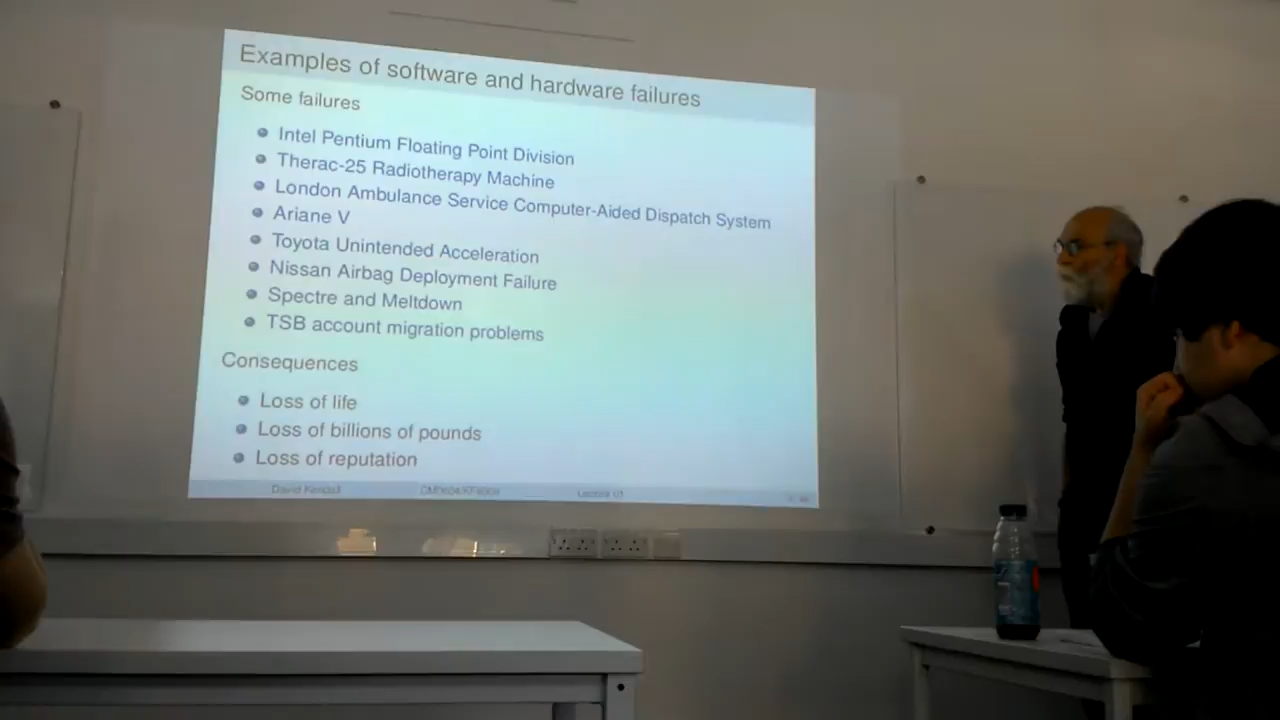 Examples of software and hardware failures
Some failures
Intel Pentium Floating Point Division
Therac-25 Radiotherapy Machine
London Ambulance Service Computer-Aided Dispatch System
Ariane V
Toyota Unintended Acceleration
Nissan Airbag Deployment Failure
Spectre and Meltdown
TSB account migration problems
Consequences
Loss of life
Loss of billions of pounds
Loss of reputation
David Kendall
Lecture 01